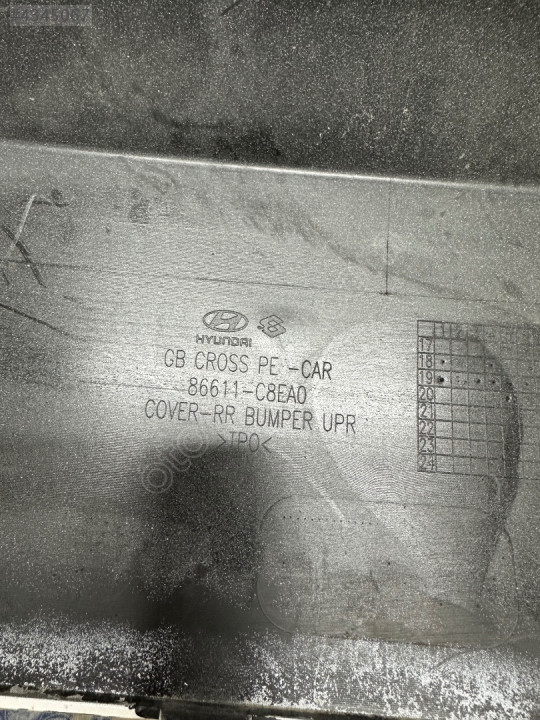 HYUNDAI
GB CROSS PE -CAR
86611-C8EA0
COVER-RR BUMPER UPR
>TPO<
17
18
19
20
21
22
23
24